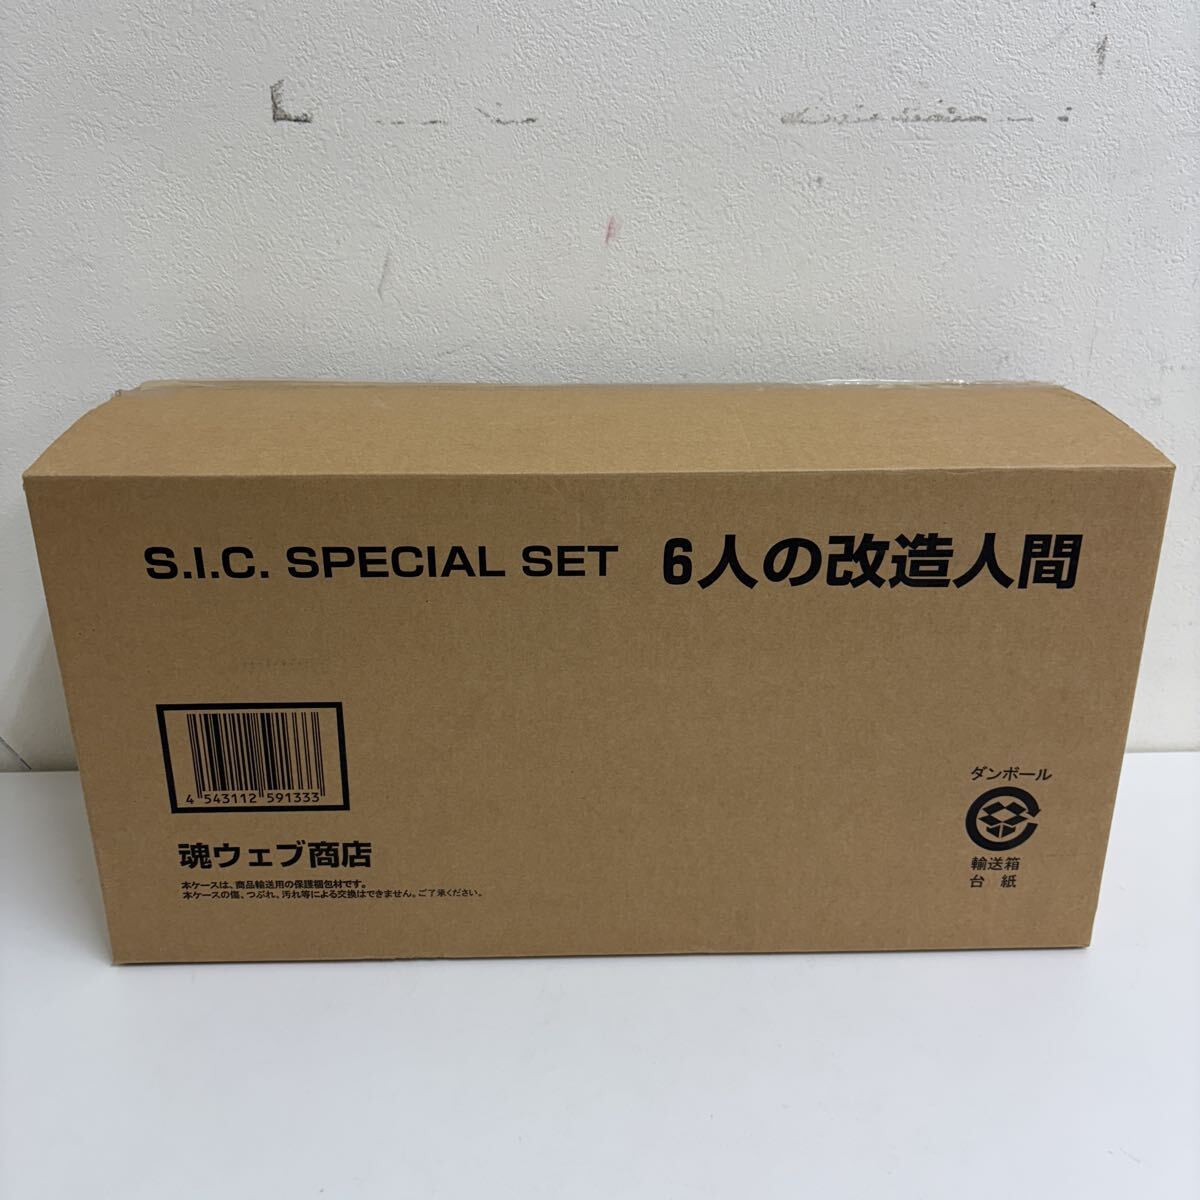 S.I.C. SPECIAL SET 6人の改造人間
4 543112 591333
魂ウェブ商店
本ケースは、商品輸送用の保護梱包材です。
本ケースの傷、つぶれ、汚れ等による交換はできません。ご了承ください。
ダンボール
輸送箱
台紙